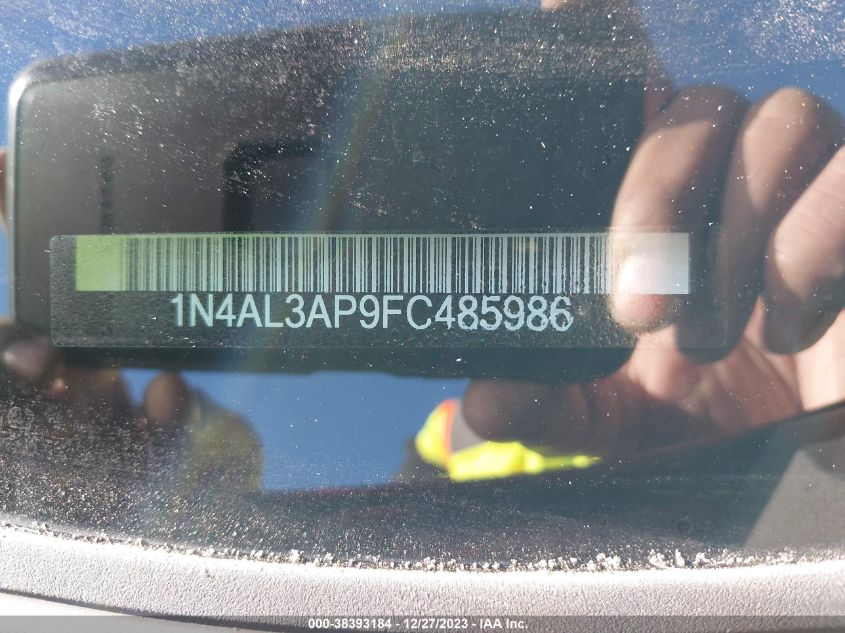 1N4AL3AP9FC485986
000-38393184 - 12/27/2023 - IAA Inc.